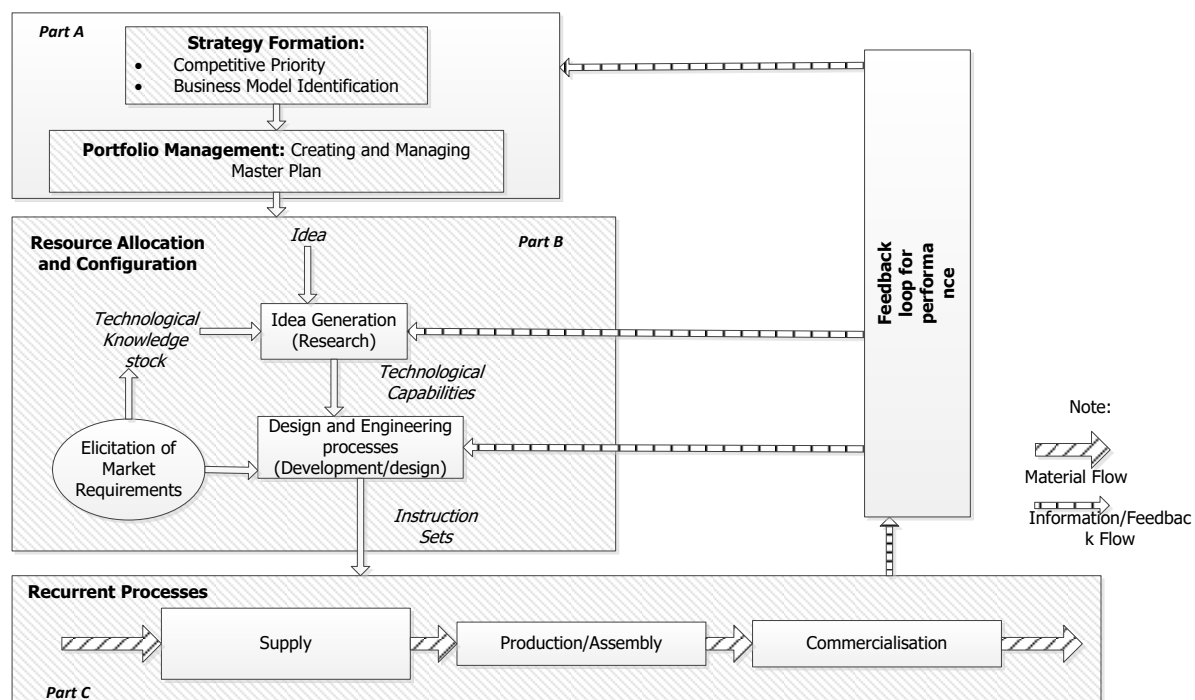 Part A
Strategy Formation:
• Competitive Priority
• Business Model Identification
Portfolio Management: Creating and Managing
Master Plan
Resource Allocation
and Configuration
Part B
Idea
Technological
Knowledge
stock
Idea Generation
(Research)
Technological
Capabilities
Elicitation of
Market
Requirements
Design and Engineering
processes
(Development/design)
Instruction
Sets
Feedback
loop for
performa
nce
Note:
Material Flow
Information/Feedbac
k Flow
Recurrent Processes
Supply
Production/Assembly
Commercialisation
Part C